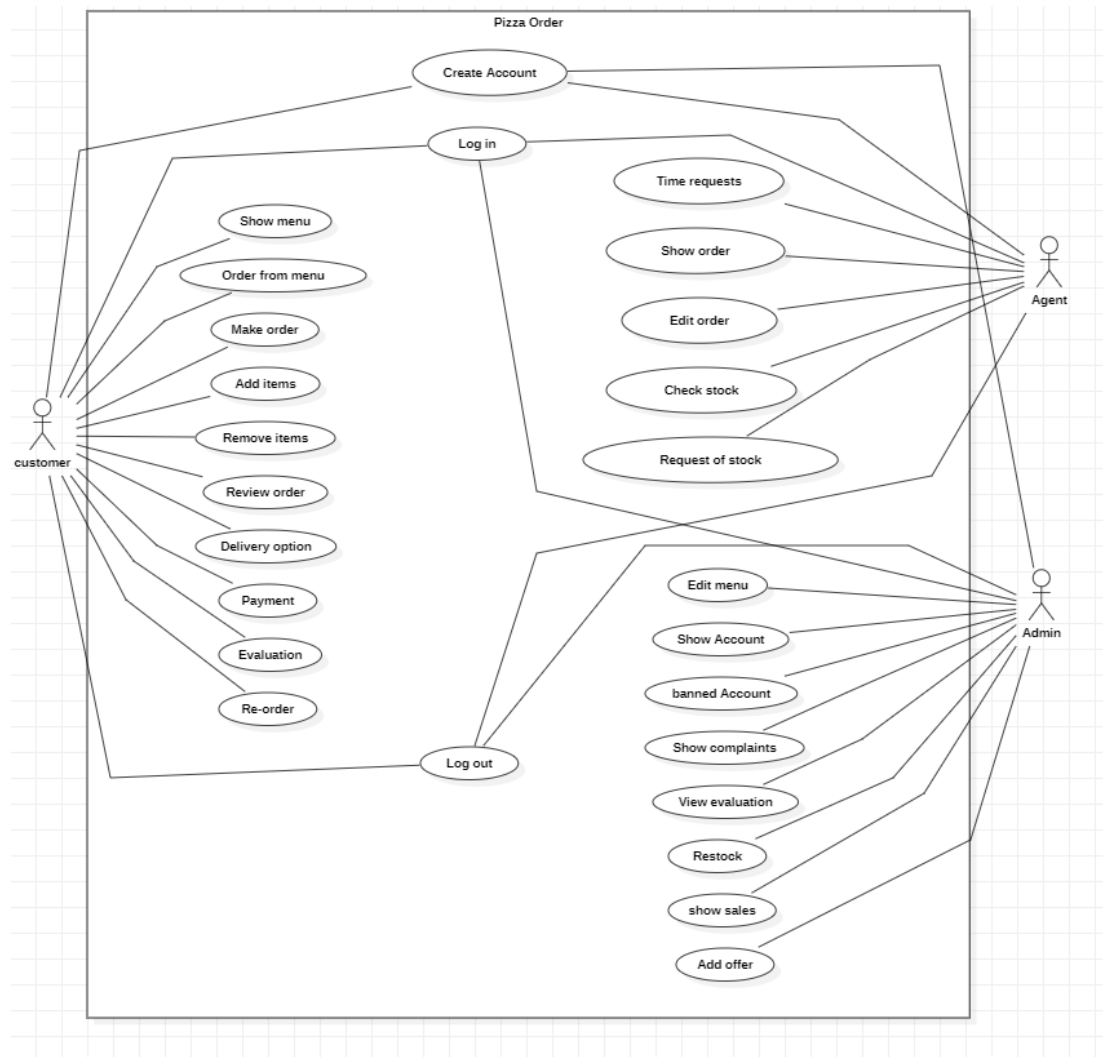 Pizza Order
Create Account
Log in
Time requests
Show menu
Show order
Order from menu
Agent
Edit order
Make order
Add items
Check stock
Remove items
customer
Request of stock
Review order
Delivery option
Edit menu
Payment
Show Account
Admin
Evaluation
banned Account
Re-order
Show complaints
Log out
View evaluation
Restock
show sales
Add offer